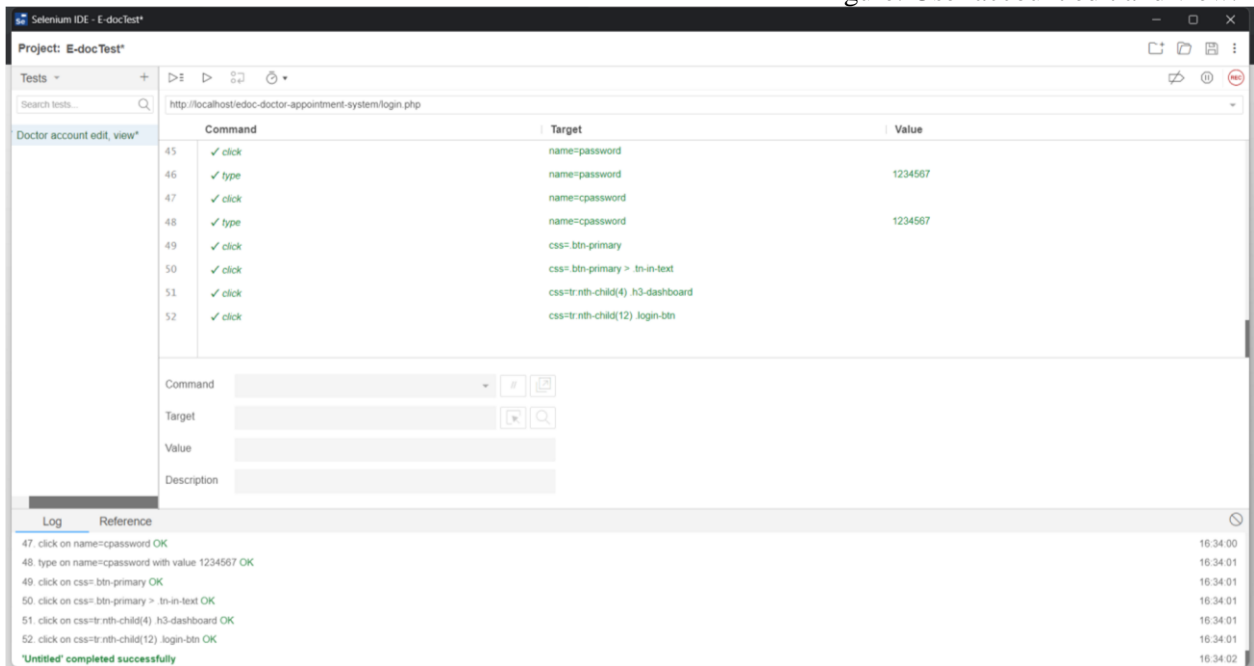 Selenium IDE - E-docTest*
Project: E-docTest*
Tests
Search tests...
http://localhost/edoc-doctor-appointment-system/login.php
REC
Doctor account edit, view*
Command Target Value
45 ✓ click name=password
46 ✓ type name=password 1234567
47 ✓ click name=cpassword
48 ✓ type name=cpassword 1234567
49 ✓ click css=.btn-primary
50 ✓ click css=.btn-primary > .tn-in-text
51 ✓ click css=tr:nth-child(4) .h3-dashboard
52 ✓ click css=tr:nth-child(12) .login-btn
Command //
Target
Value
Description
Log Reference
47. click on name=cpassword OK 16:34:00
48. type on name=cpassword with value 1234567 OK 16:34:01
49. click on css=.btn-primary OK 16:34:01
50. click on css=.btn-primary > .tn-in-text OK 16:34:01
51. click on css=tr:nth-child(4) .h3-dashboard OK 16:34:01
52. click on css=tr:nth-child(12) .login-btn OK 16:34:01
'Untitled' completed successfully 16:34:02